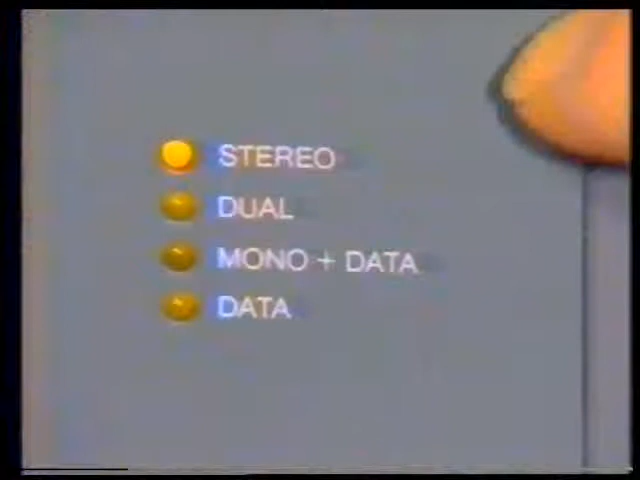 STEREO
DUAL
MONO + DATA
DATA